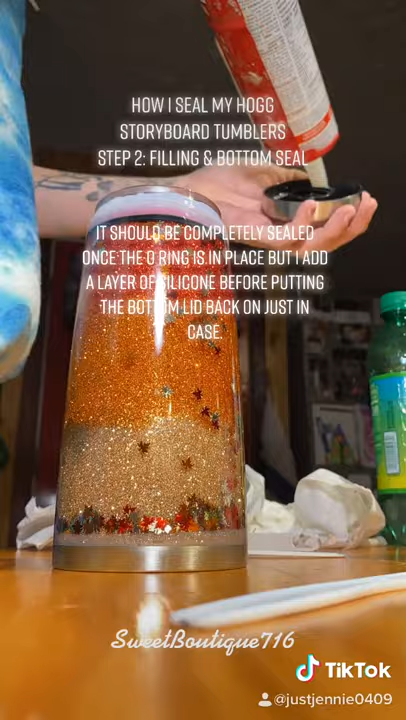 HOW I SEAL MY HOGG
STORYBOARD TUMBLERS
STEP 2: FILLING & BOTTOM SEAL
IT SHOULD BE COMPLETELY SEALED
ONCE THE O RING IS IN PLACE BUT I ADD
A LAYER OF SILICONE BEFORE PUTTING
THE BOTTOM LID BACK ON JUST IN
CASE.
SweetBoutique716
TikTok
@justjennie0409